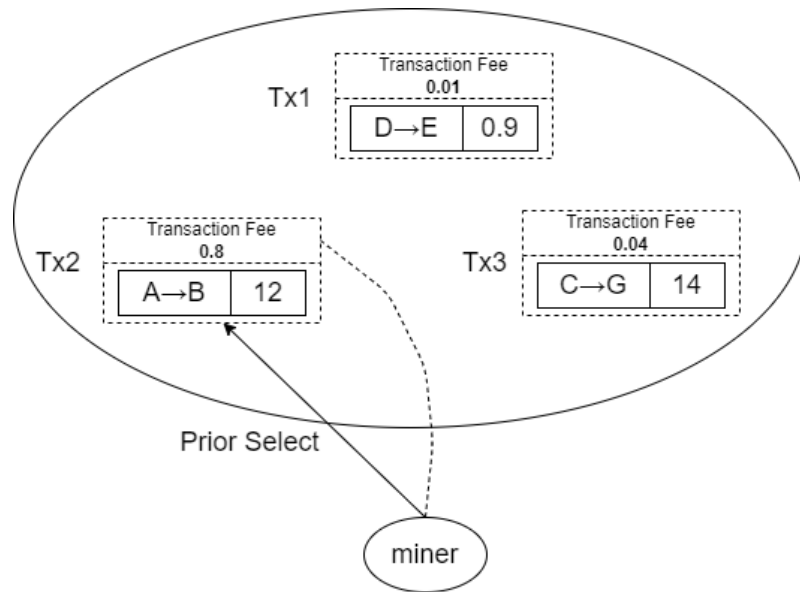 Transaction Fee
0.01
Tx1
D→E 0.9
Transaction Fee
0.8
Tx2
A→B 12
Transaction Fee
0.04
Tx3
C→G 14
Prior Select
miner